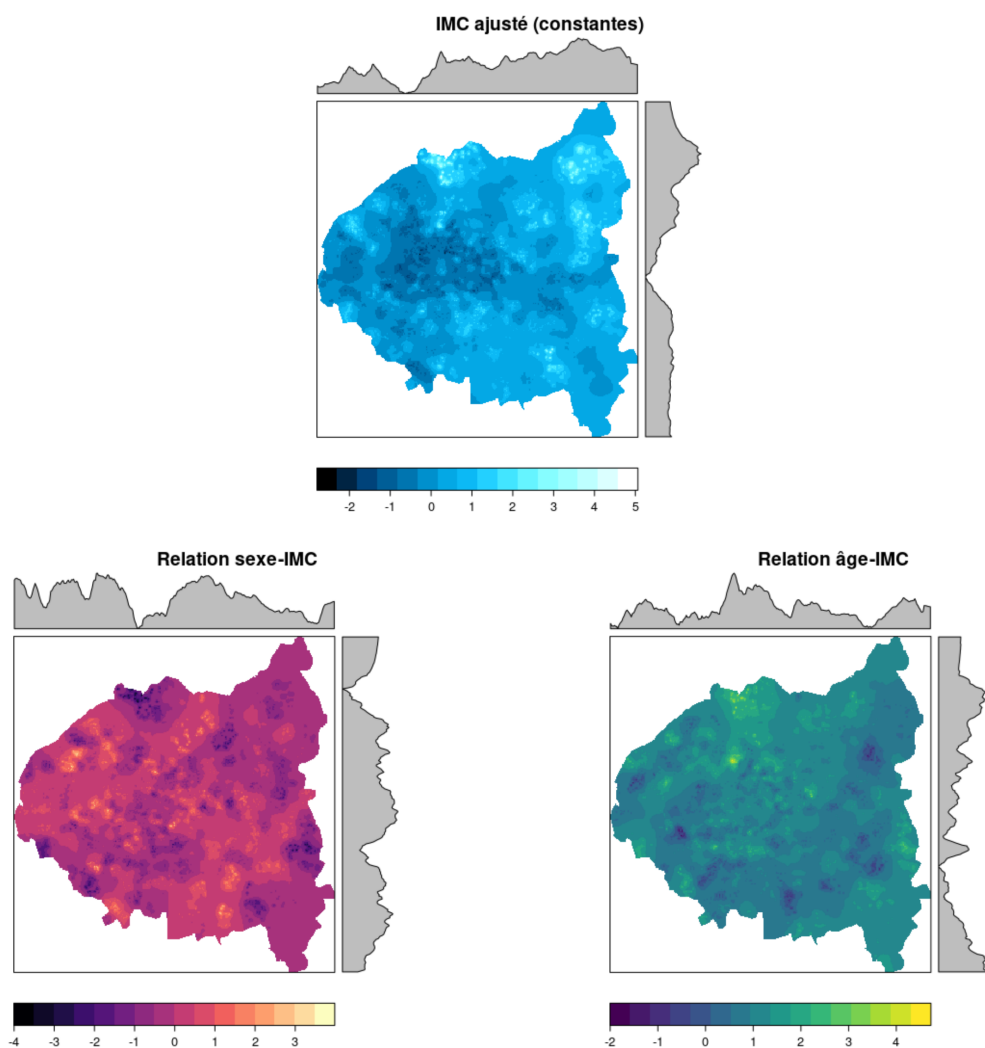 IMC ajusté (constantes)
-2 -1 0 1 2 3 4 5
Relation sexe-IMC
Relation âge-IMC
-4 -3 -2 -1 0 1 2 3
-2 -1 0 1 2 3 4